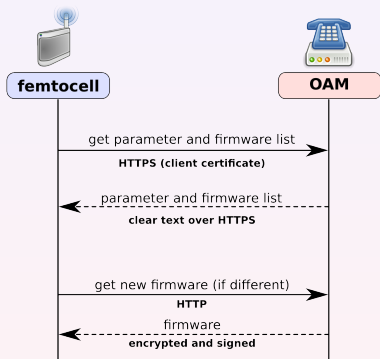 femtocell
OAM
get parameter and firmware list
HTTPS (client certificate)
parameter and firmware list
clear text over HTTPS
get new firmware (if different)
HTTP
firmware
encrypted and signed